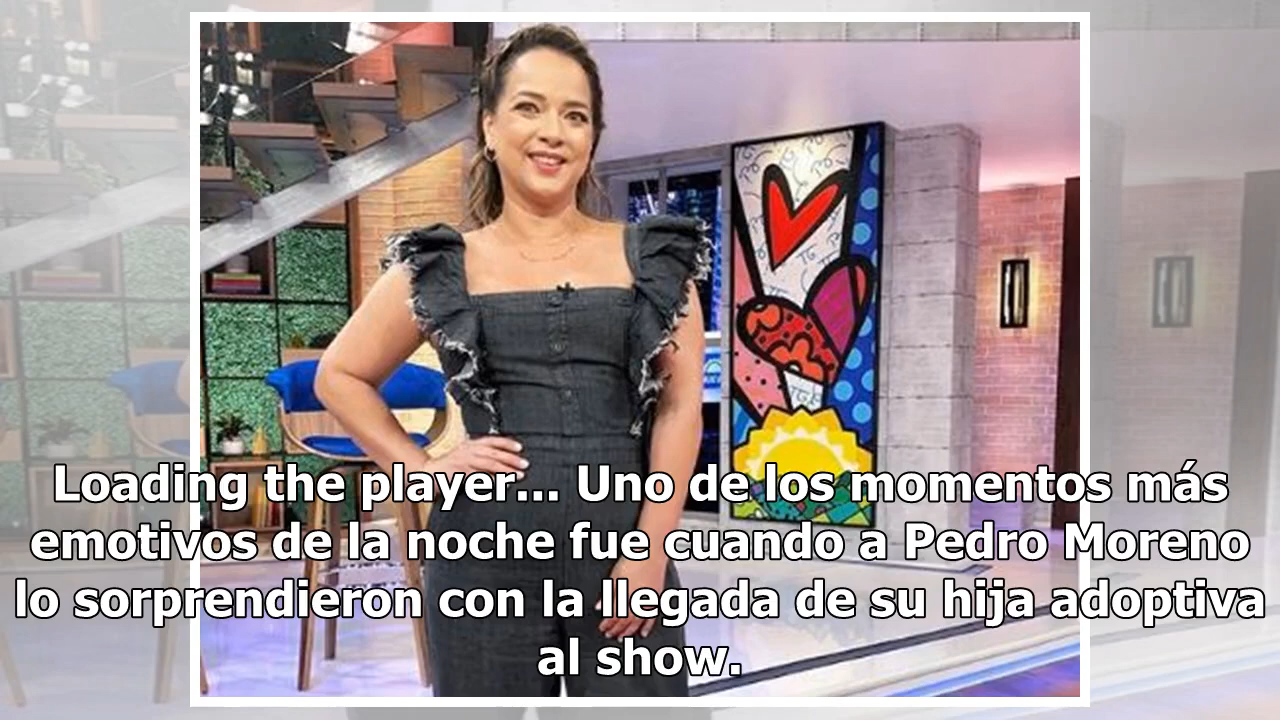 Loading the player... Uno de los momentos más
emotivos de la noche fue cuando a Pedro Moreno
lo sorprendieron con la llegada de su hija adoptiva
al show.